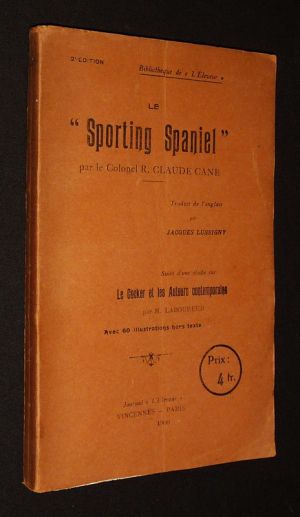 2e EDITION
Bibliothèque de « L'Éleveur »
LE
" Sporting Spaniel "
par le Colonel R. CLAUDE CANE
Traduit de l'anglais
par
JACQUES LUSSIGNY
Suivi d'une étude sur
Le Cocker et les Auteurs contemporains
par M. LABOUREUR
Avec 60 illustrations hors texte
Prix :
4 fr.
Journal « L'Éleveur »
VINCENNES — PARIS